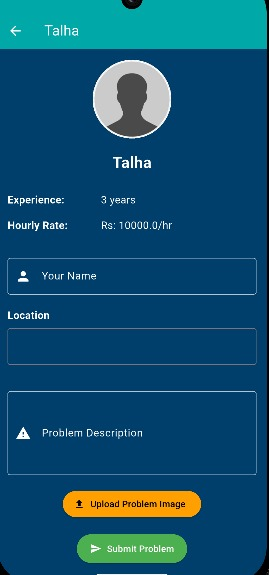 Talha
Talha
Experience: 3 years
Hourly Rate: Rs: 10000.0/hr
Your Name
Location
Problem Description
Upload Problem Image
Submit Problem